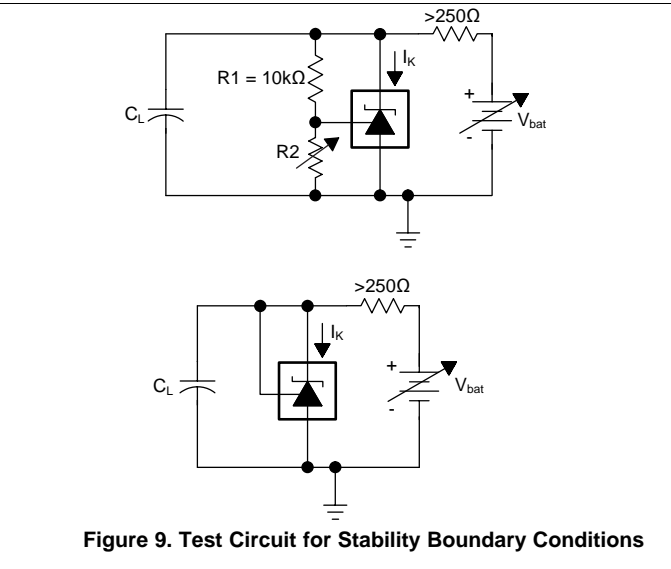 >250Ω
I_K
R1 = 10kΩ
C_L
+
V_bat
R2
-
>250Ω
I_K
+
C_L
V_bat
-
Figure 9. Test Circuit for Stability Boundary Conditions